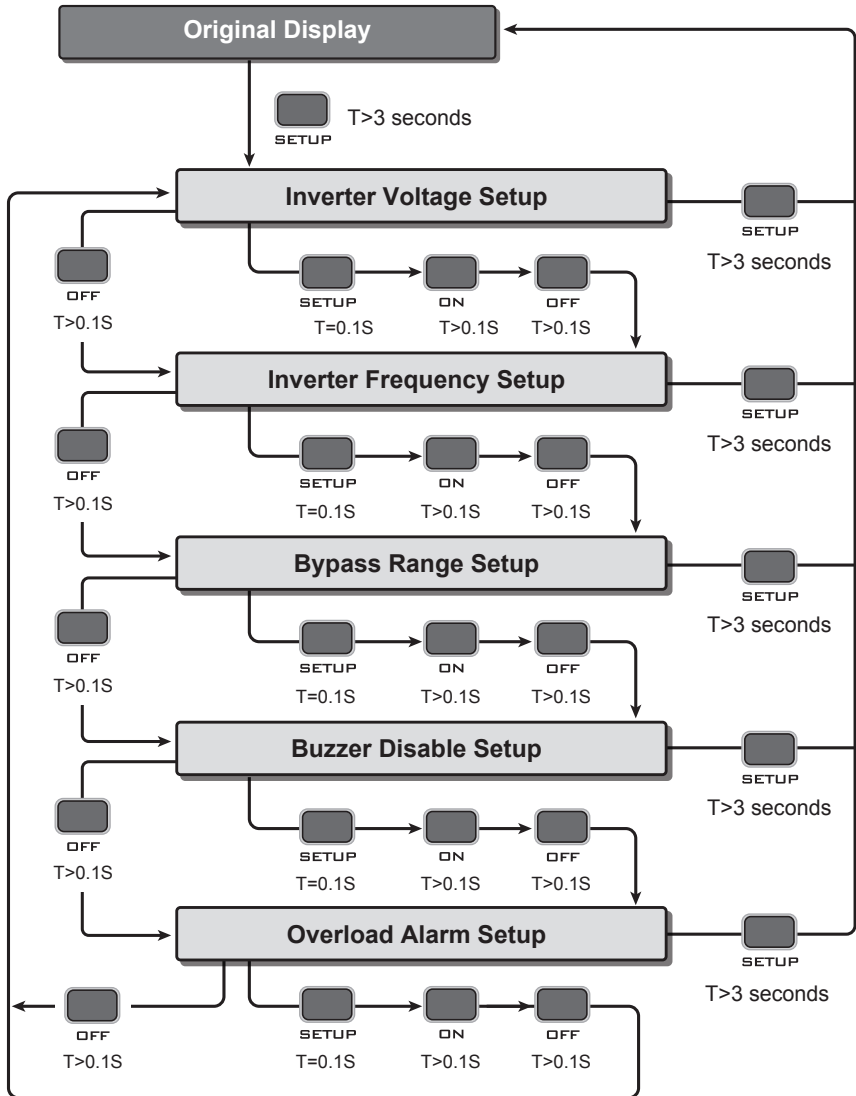 Original Display
T>3 seconds
SETUP
Inverter Voltage Setup
SETUP
T>3 seconds
OFF
T>0.1S
SETUP
ON
OFF
T=0.1S
T>0.1S
T>0.1S
Inverter Frequency Setup
SETUP
T>3 seconds
OFF
T>0.1S
SETUP
ON
OFF
T=0.1S
T>0.1S
T>0.1S
Bypass Range Setup
SETUP
T>3 seconds
OFF
T>0.1S
SETUP
ON
OFF
T=0.1S
T>0.1S
T>0.1S
Buzzer Disable Setup
SETUP
T>3 seconds
OFF
T>0.1S
SETUP
ON
OFF
T=0.1S
T>0.1S
T>0.1S
Overload Alarm Setup
SETUP
T>3 seconds
OFF
T>0.1S
SETUP
ON
OFF
T=0.1S
T>0.1S
T>0.1S